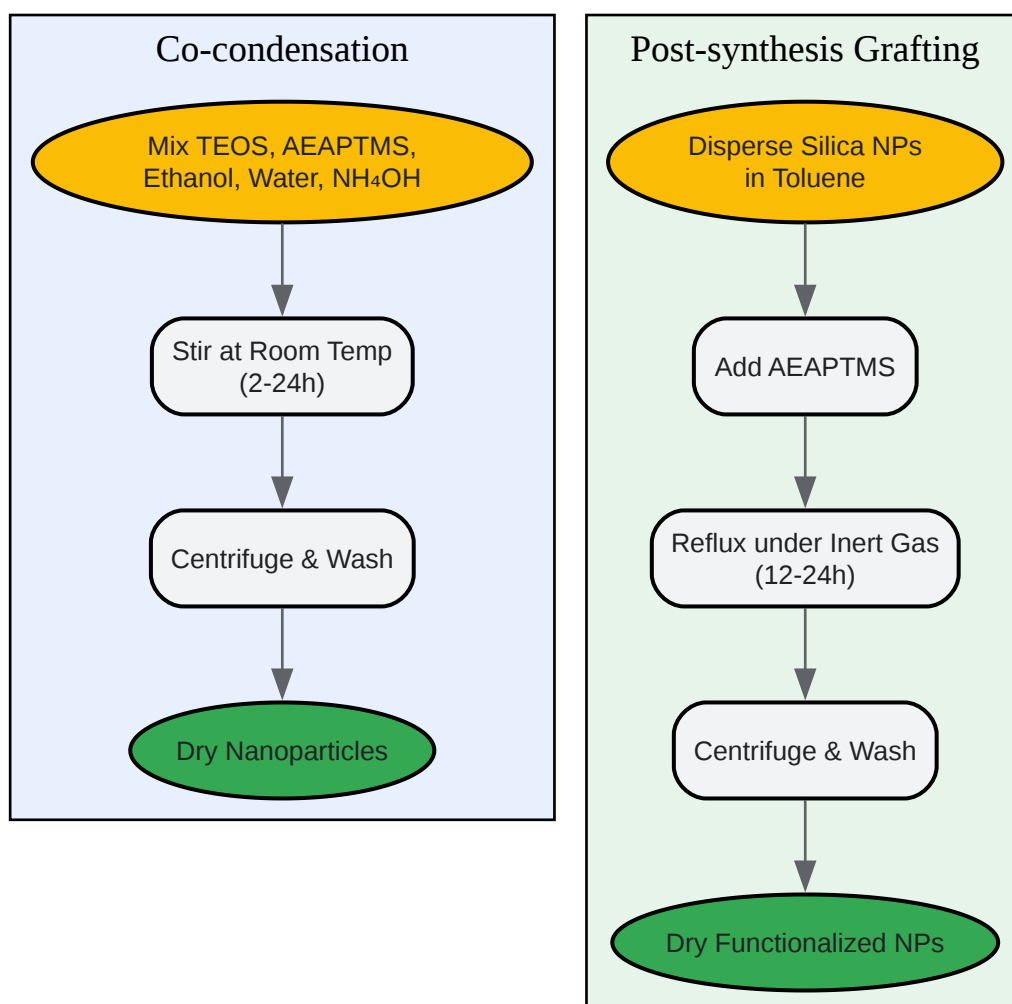 Co-condensation
Mix TEOS, AEAPTMS,
Ethanol, Water, NH₄OH
Stir at Room Temp
(2-24h)
Centrifuge & Wash
Dry Nanoparticles
Post-synthesis Grafting
Disperse Silica NPs
in Toluene
Add AEAPTMS
Reflux under Inert Gas
(12-24h)
Centrifuge & Wash
Dry Functionalized NPs